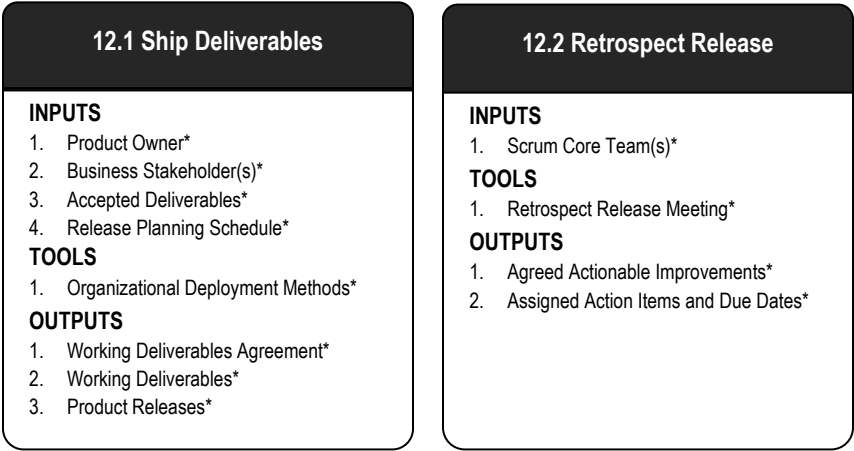 12.1 Ship Deliverables
INPUTS
1. Product Owner*
2. Business Stakeholder(s)*
3. Accepted Deliverables*
4. Release Planning Schedule*
TOOLS
1. Organizational Deployment Methods*
OUTPUTS
1. Working Deliverables Agreement*
2. Working Deliverables*
3. Product Releases*
12.2 Retrospect Release
INPUTS
1. Scrum Core Team(s)*
TOOLS
1. Retrospect Release Meeting*
OUTPUTS
1. Agreed Actionable Improvements*
2. Assigned Action Items and Due Dates*